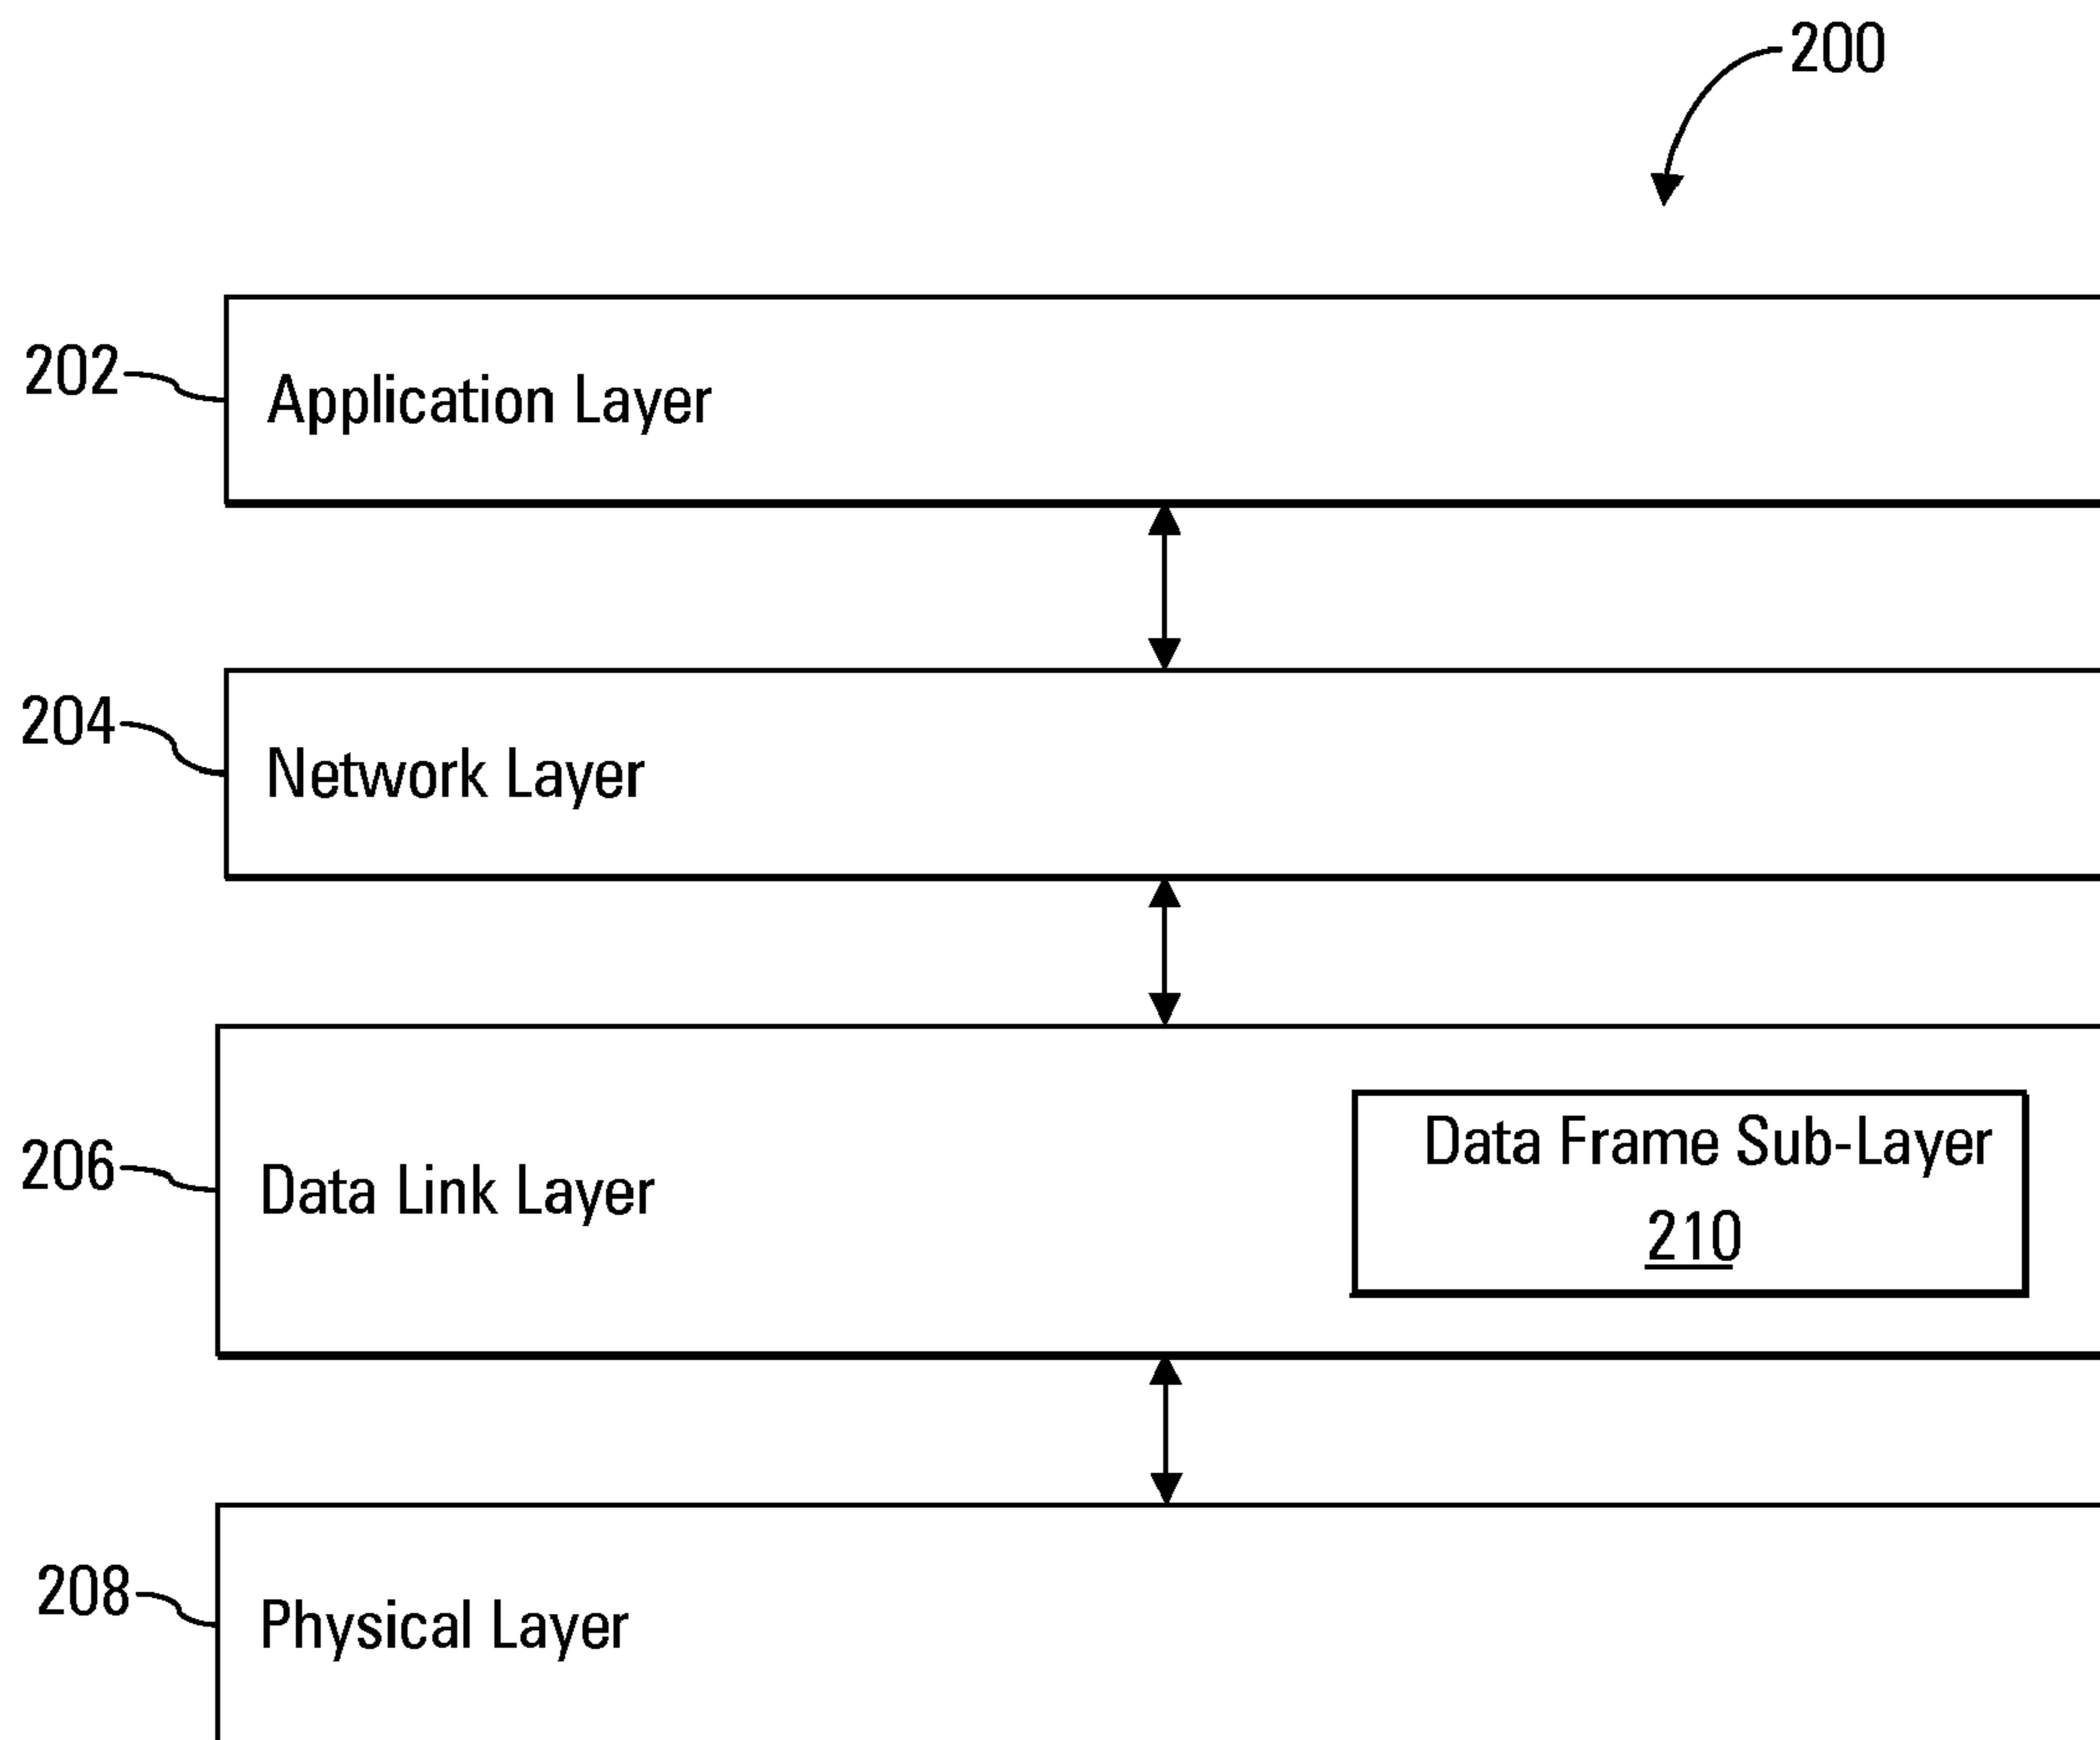 200
202
Application Layer
204
Network Layer
206
Data Link Layer
Data Frame Sub-Layer
210
208
Physical Layer